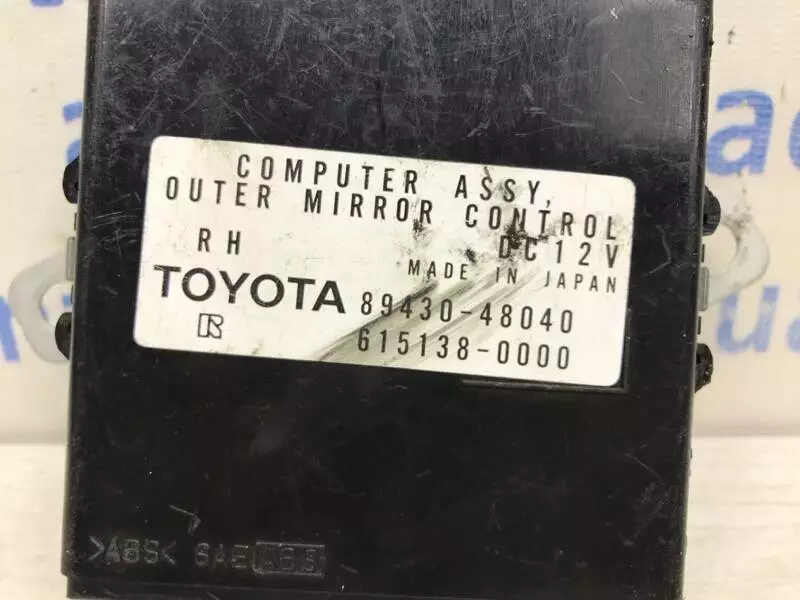 COMPUTER ASSY,
OUTER MIRROR CONTROL
RH DC12V
MADE IN JAPAN
TOYOTA 89430-48040
R 615138-0000
>ABS<